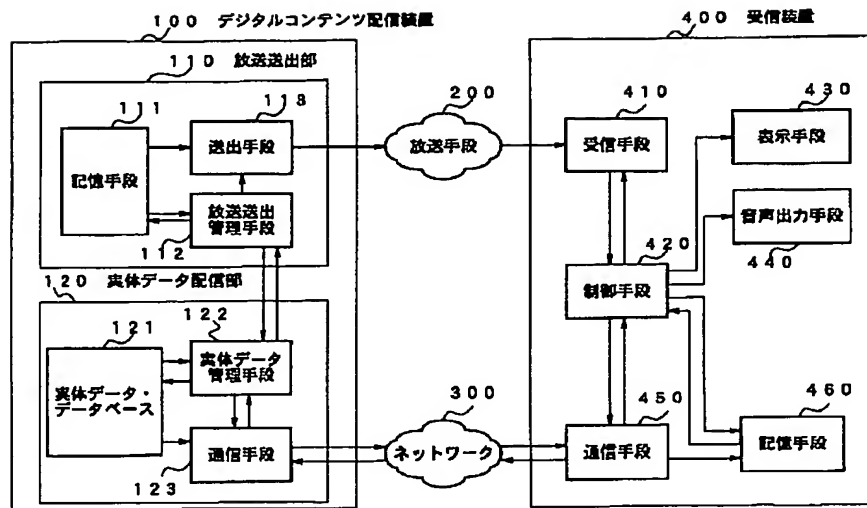 100 デジタルコンテンツ配信装置
110 放送送出部
111
記憶手段
113
送出手段
放送送出
管理手段
112
120 実体データ配信部
121
実体データ・
データベース
122
実体データ
管理手段
通信手段
123
200
放送手段
300
ネットワーク
400 受信装置
410
受信手段
420
制御手段
430
表示手段
音声出力手段
440
450
通信手段
460
記憶手段